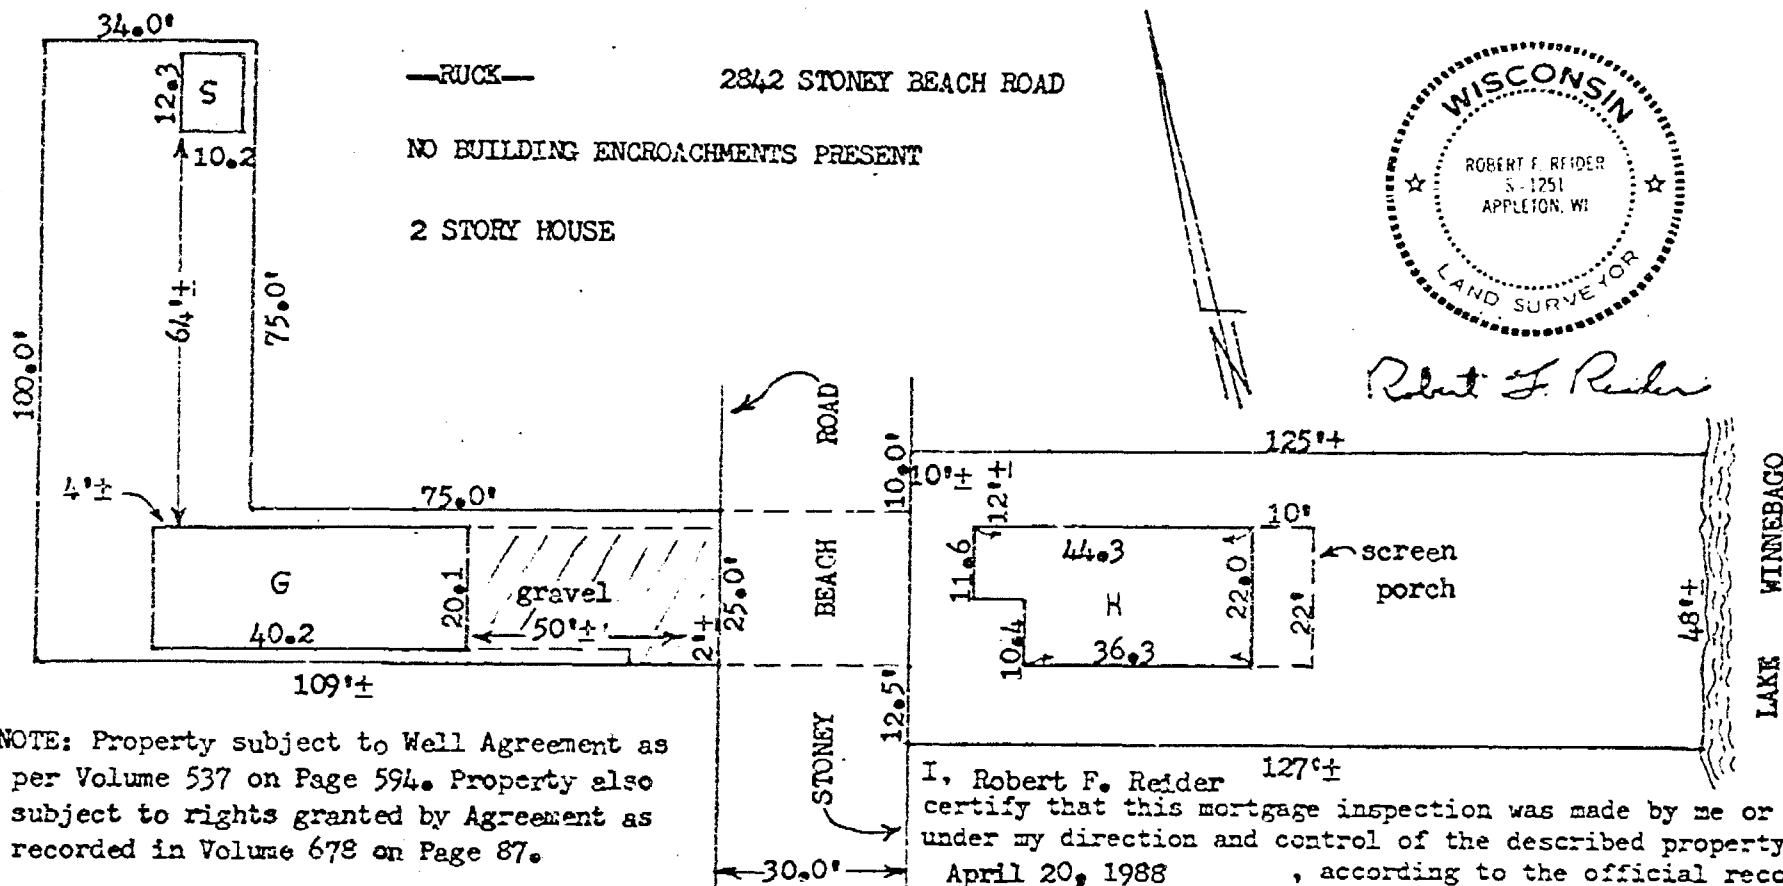 34.0'
12.3
S
10.2
—RUCK—
2842 STONEY BEACH ROAD
NO BUILDING ENCROACHMENTS PRESENT
2 STORY HOUSE
WISCONSIN
ROBERT F. REIDER
S-1251
APPLETON, WI
LAND SURVEYOR
Robert F. Reider
100.0'
64'±
75.0'
4'±
75.0'
G
40.2
20.1
gravel
50'±
2'±
25.0'
109'±
ROAD
BEACH
STONEY
30.0'
10.0'
12.5'
125'±
10'±
12'±
11.6
44.3
10.4
H
36.3
22.0
10'
22'
screen
porch
48'±
LAKE WINNEBAGO
127'±
NOTE: Property subject to Well Agreement as
per Volume 537 on Page 594. Property also
subject to rights granted by Agreement as
recorded in Volume 678 on Page 87.
I, Robert F. Reider
certify that this mortgage inspection was made by me or
under my direction and control of the described property
April 20, 1988 , according to the official reco